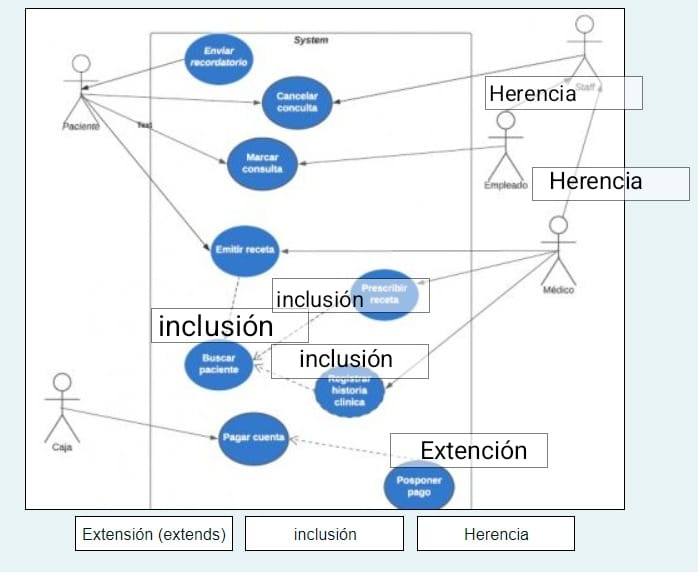 System
Enviar
recordatorio
Staff
Herencia
Cancelar
conculta
Paciente
Text
Marcar
consulta
Empleado
Herencia
Emitir receta
Médico
Prescribir
receta
inclusión
inclusión
Buscar
paciente
inclusión
Registrar
historia
clinica
Caja
Pagar cuenta
Extención
Posponer
pago
Extensión (extends)
inclusión
Herencia